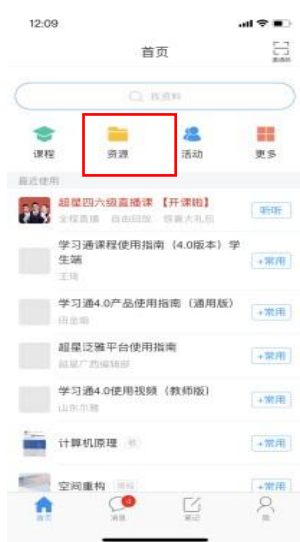 12:09
首页
邀请码
找资料
课程
资源
活动
更多
最近使用
超星四六级直播课【开课啦】
全程直播 自由回放 惊喜大礼包
听听
学习通课程使用指南（4.0版本）学
生端
王琦
+常用
学习通4.0产品使用指南（通用版）
+常用
超星泛雅平台使用指南
超星广西编辑部
+常用
学习通4.0使用视频（教师版）
山东尔雅
+常用
计算机原理
+常用
空间重构
+常用
首页
消息
笔记
我